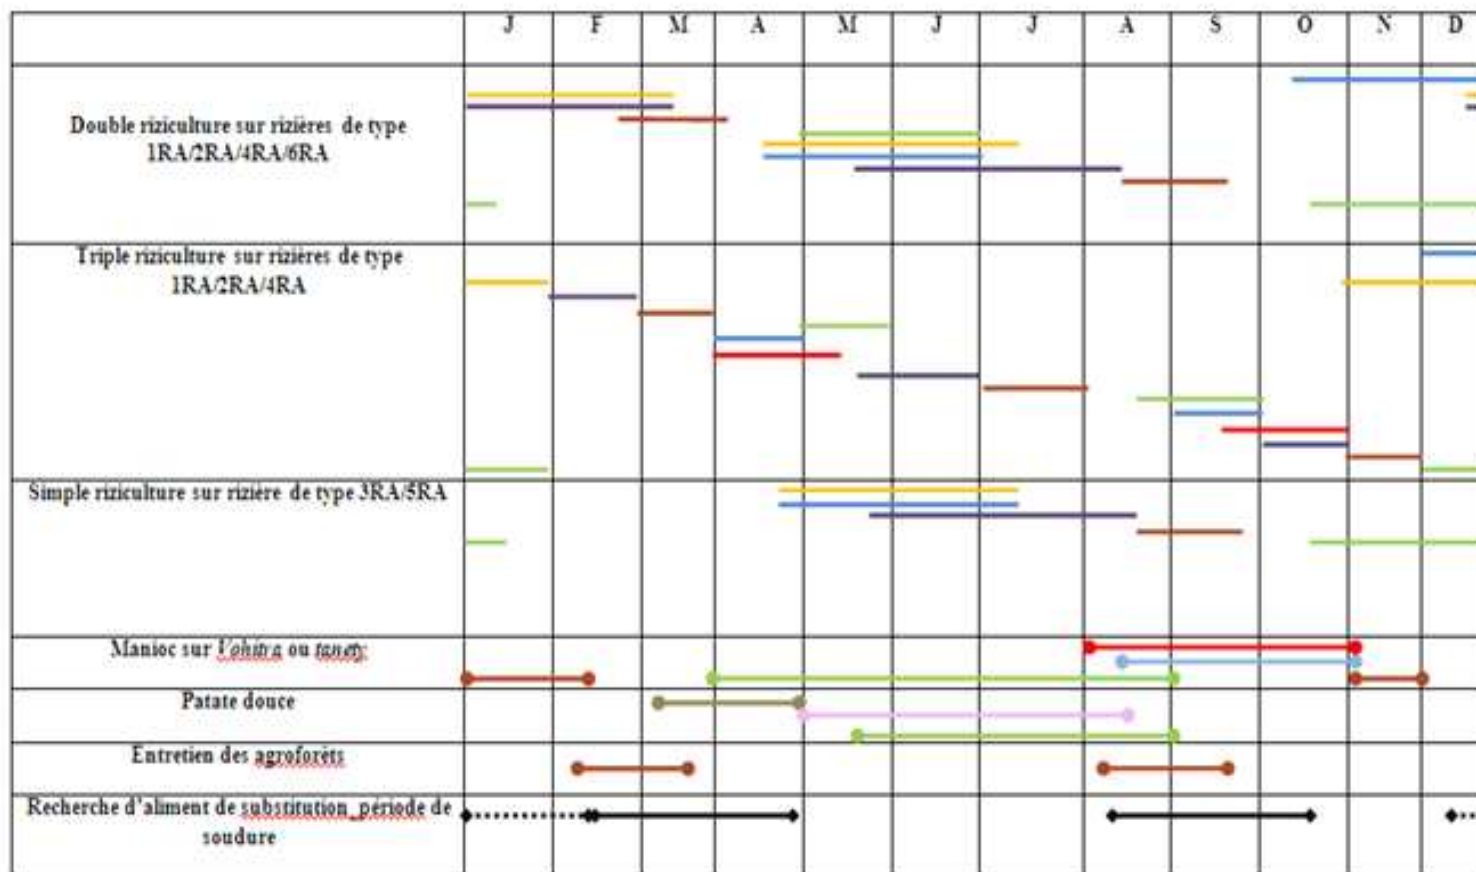 J F M A M J J A S O N D
Double riziculture sur rizières de type
1RA/2RA/4RA/6RA
Triple riziculture sur rizières de type
1RA/2RA/4RA
Simple riziculture sur rizière de type 3RA/5RA
Manioc sur Vohitra ou tanety
Patate douce
Entretien des agroforêts
Recherche d'aliment de substitution_période de
soudure